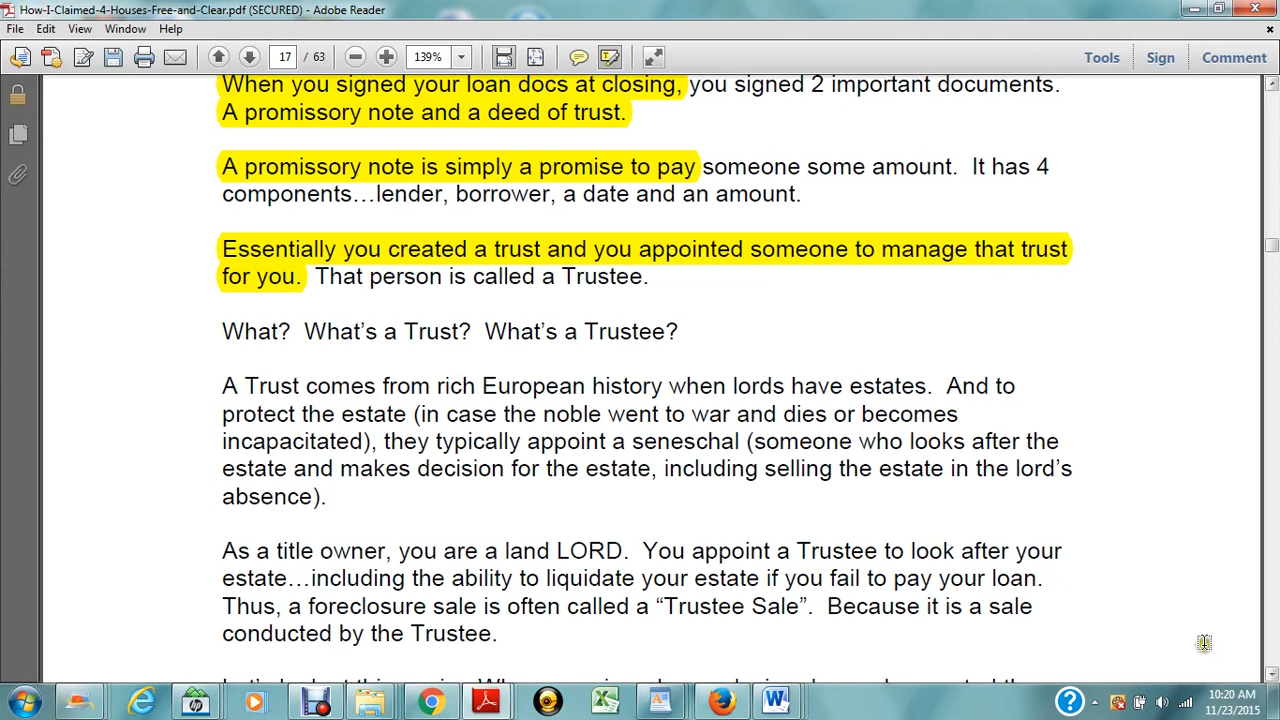 How-I-Claimed-4-Houses-Free-and-Clear.pdf (SECURED) - Adobe Reader
File Edit View Window Help
17 / 63 139% Tools Sign Comment
When you signed your loan docs at closing, you signed 2 important documents.
A promissory note and a deed of trust.
A promissory note is simply a promise to pay someone some amount.  It has 4
components…lender, borrower, a date and an amount.
Essentially you created a trust and you appointed someone to manage that trust
for you.  That person is called a Trustee.
What?  What’s a Trust?  What’s a Trustee?
A Trust comes from rich European history when lords have estates.  And to
protect the estate (in case the noble went to war and dies or becomes
incapacitated), they typically appoint a seneschal (someone who looks after the
estate and makes decision for the estate, including selling the estate in the lord’s
absence).
As a title owner, you are a land LORD.  You appoint a Trustee to look after your
estate…including the ability to liquidate your estate if you fail to pay your loan.
Thus, a foreclosure sale is often called a “Trustee Sale”.  Because it is a sale
conducted by the Trustee.
10:20 AM
11/23/2015